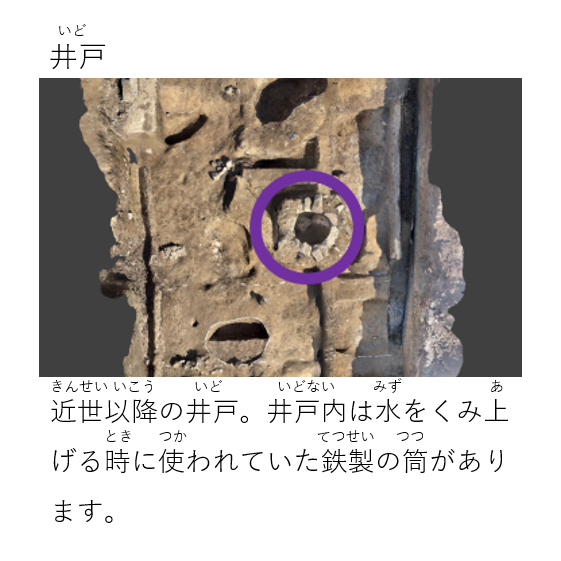 いど
井戸
きんせい いこう いど いどない みず あ
近世以降の井戸。井戸内は水をくみ上
とき つか てつせい つつ
げる時に使われていた鉄製の筒があり
ます。